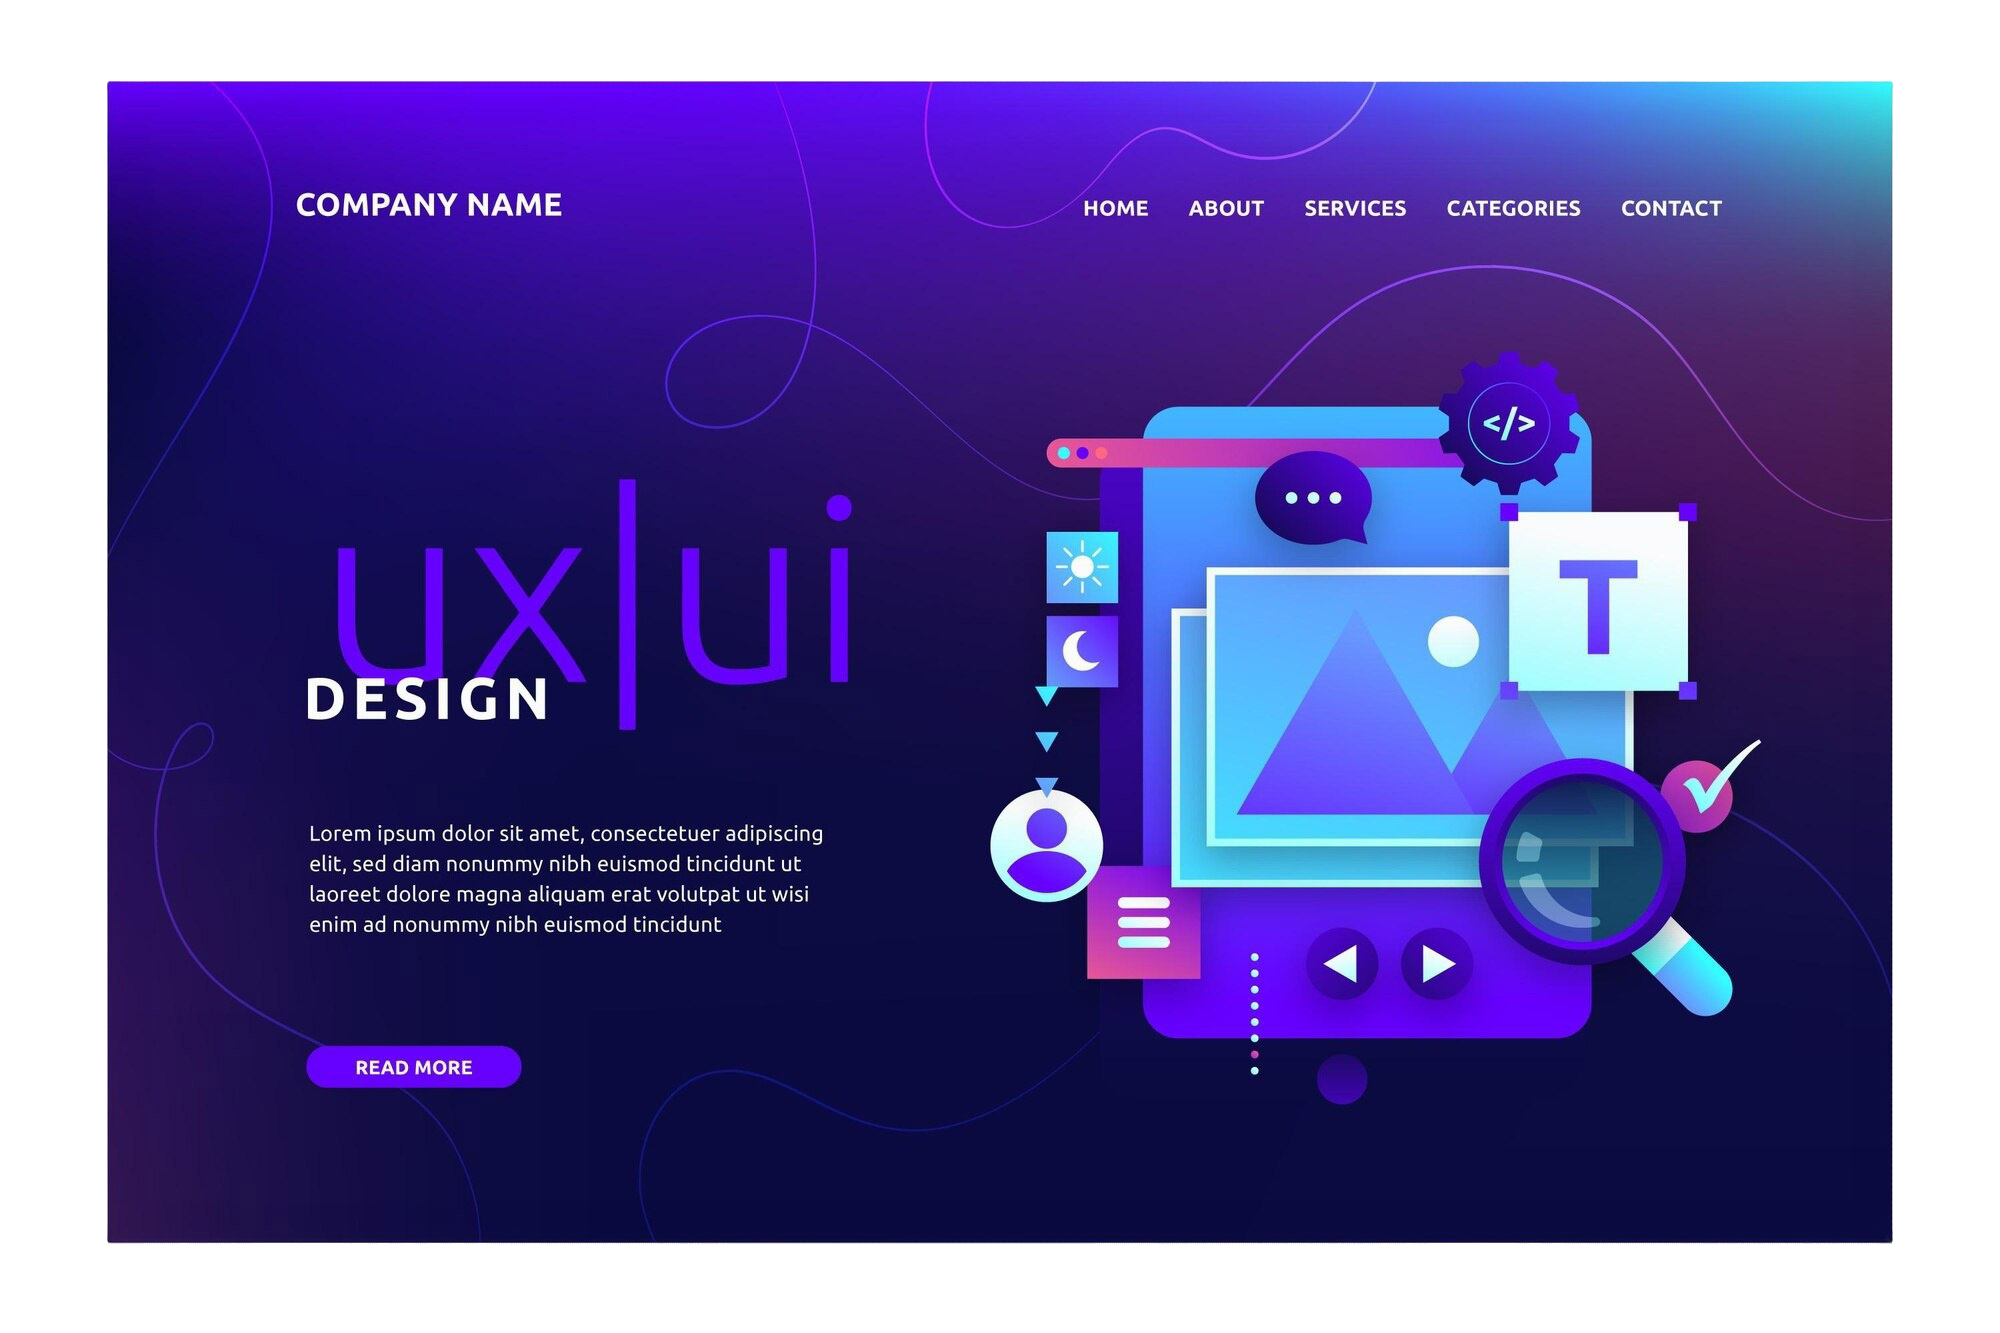 COMPANY NAME
HOME ABOUT SERVICES CATEGORIES CONTACT
ux|ui
DESIGN
</>
T
Lorem ipsum dolor sit amet, consectetuer adipiscing
elit, sed diam nonummy nibh euismod tincidunt ut
laoreet dolore magna aliquam erat volutpat ut wisi
enim ad nonummy nibh euismod tincidunt
READ MORE